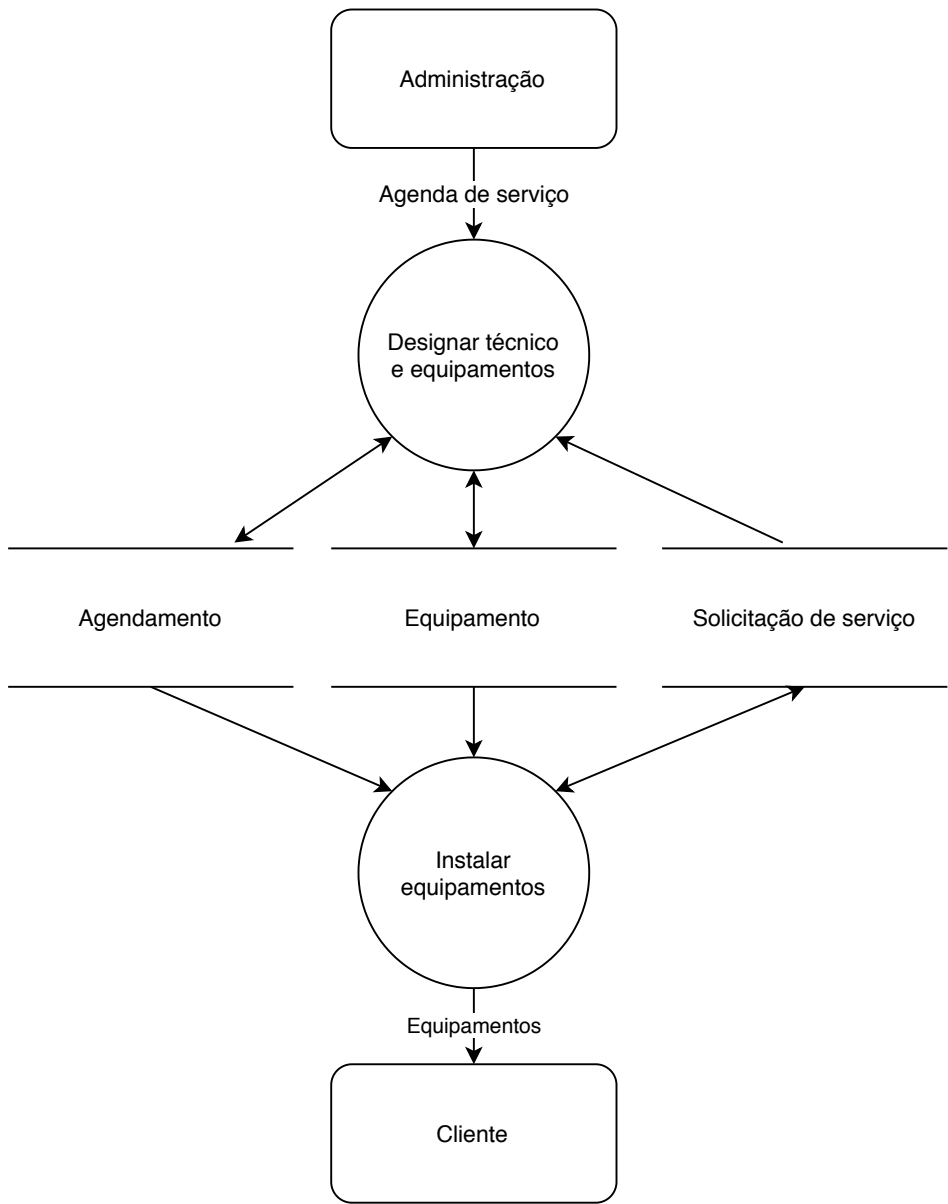 Administração
Agenda de serviço
Designar técnico
e equipamentos
Agendamento
Equipamento
Solicitação de serviço
Instalar
equipamentos
Equipamentos
Cliente